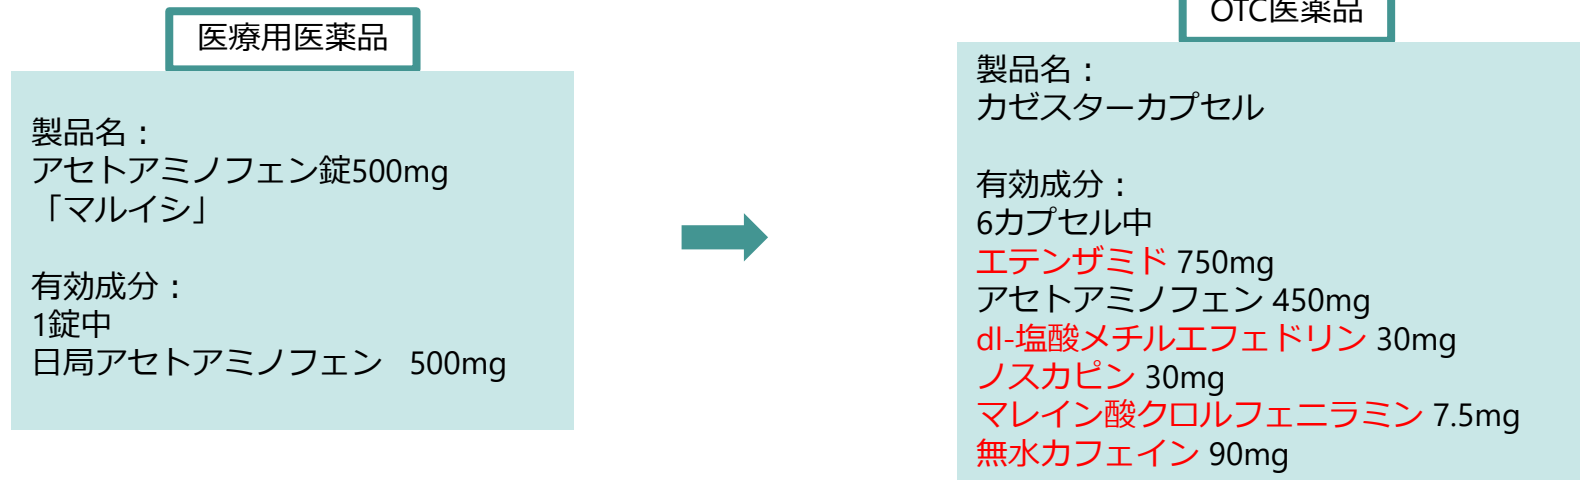 医療用医薬品
製品名：
アセトアミノフェン錠500mg
「マルイシ」
有効成分：
1錠中
日局アセトアミノフェン 500mg
OTC医薬品
製品名：
カゼスターカプセル
有効成分：
6カプセル中
エテンザミド 750mg
アセトアミノフェン 450mg
dl-塩酸メチルエフェドリン 30mg
ノスカピン 30mg
マレイン酸クロルフェニラミン 7.5mg
無水カフェイン 90mg